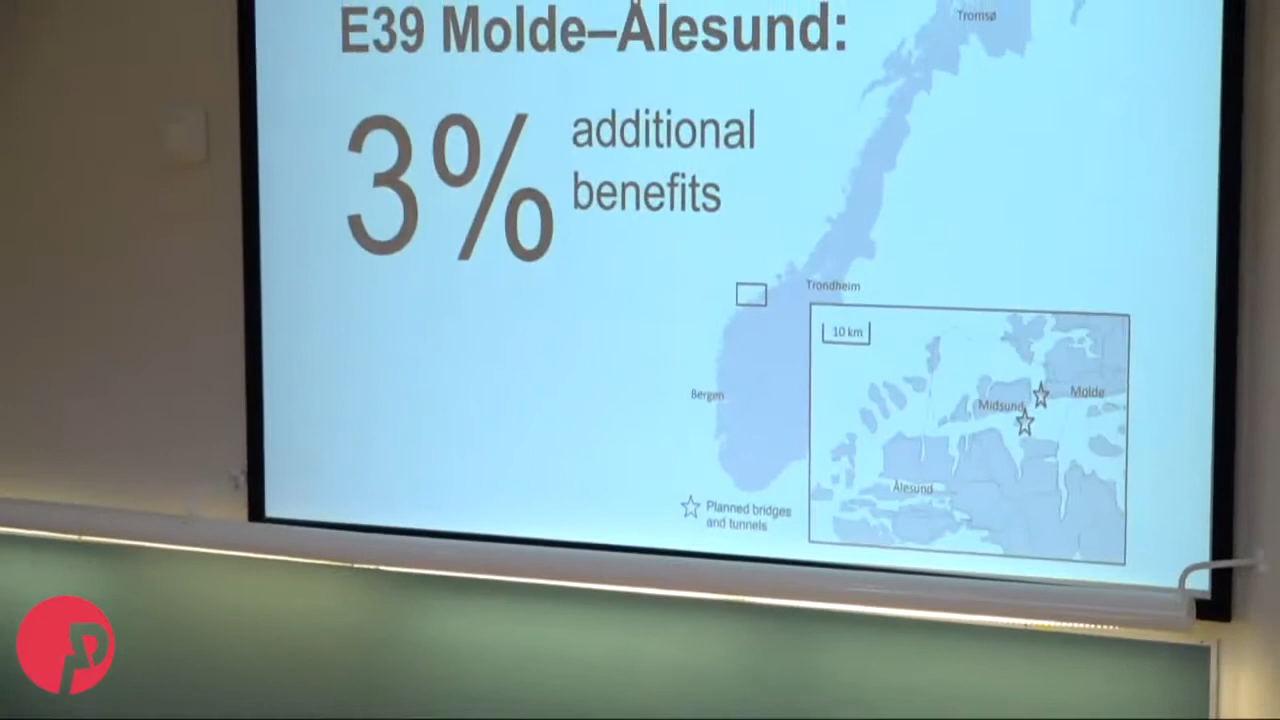 Tromsø
E39 Molde–Ålesund:
3%
additional
benefits
Trondheim
10 km
Bergen
Molde
Midsund
Ålesund
Planned bridges
and tunnels